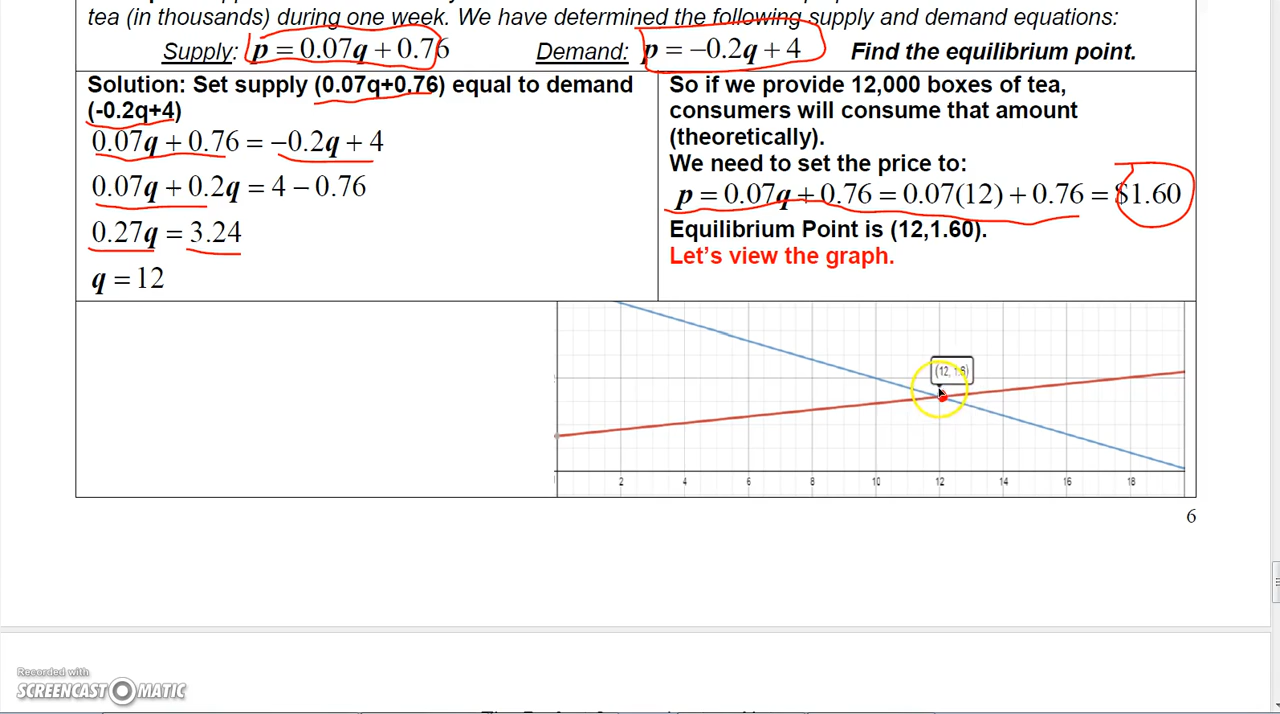 tea (in thousands) during one week. We have determined the following supply and demand equations:
Supply: p = 0.07q + 0.76 Demand: p = −0.2q + 4 Find the equilibrium point.
Solution: Set supply (0.07q+0.76) equal to demand
(-0.2q+4)
0.07q + 0.76 = −0.2q + 4
0.07q + 0.2q = 4 − 0.76
0.27q = 3.24
q = 12
So if we provide 12,000 boxes of tea,
consumers will consume that amount
(theoretically).
We need to set the price to:
p = 0.07q + 0.76 = 0.07(12) + 0.76 = $1.60
Equilibrium Point is (12,1.60).
Let's view the graph.
(12, 1.6)
2 4 6 8 10 12 14 16 18
6
Recorded with
SCREENCAST O MATIC